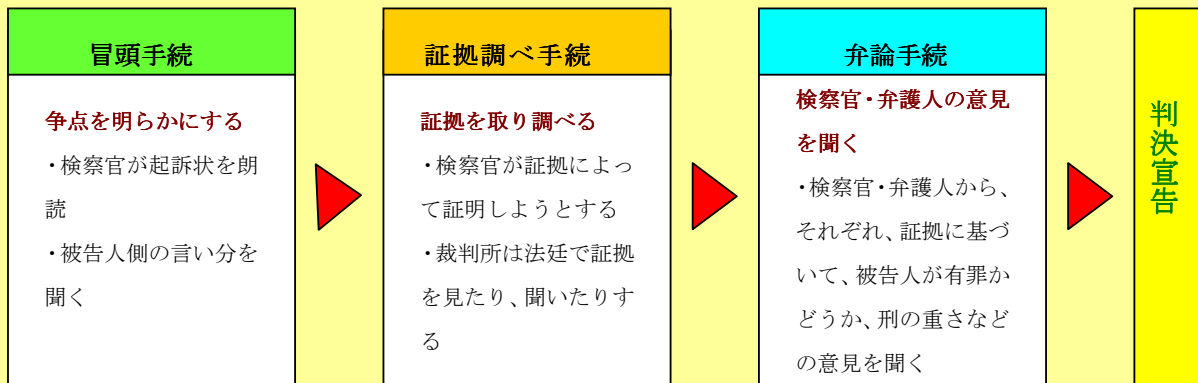 冒頭手続
争点を明らかにする
・検察官が起訴状を朗
読
・被告人側の言い分を
聞く
証拠調べ手続
証拠を取り調べる
・検察官が証拠によっ
て証明しようとする
・裁判所は法廷で証拠
を見たり、聞いたりす
る
弁論手続
検察官・弁護人の意見
を聞く
・検察官・弁護人から、
それぞれ、証拠に基づ
いて、被告人が有罪か
どうか、刑の重さなど
の意見を聞く
判決宣告